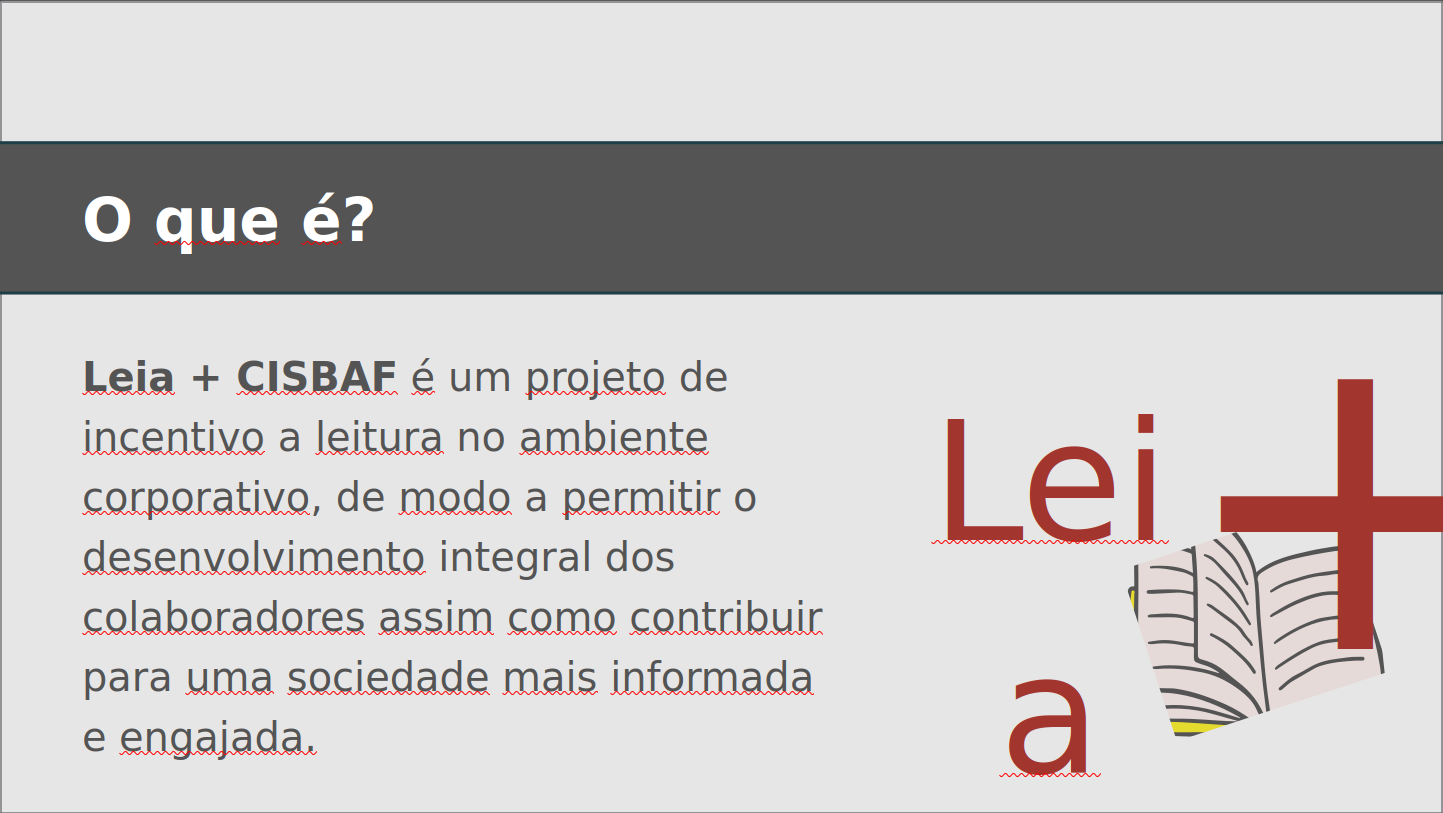 O que é?
Leia + CISBAF é um projeto de
incentivo a leitura no ambiente
corporativo, de modo a permitir o
desenvolvimento integral dos
colaboradores assim como contribuir
para uma sociedade mais informada
e engajada.
Lei
a
+